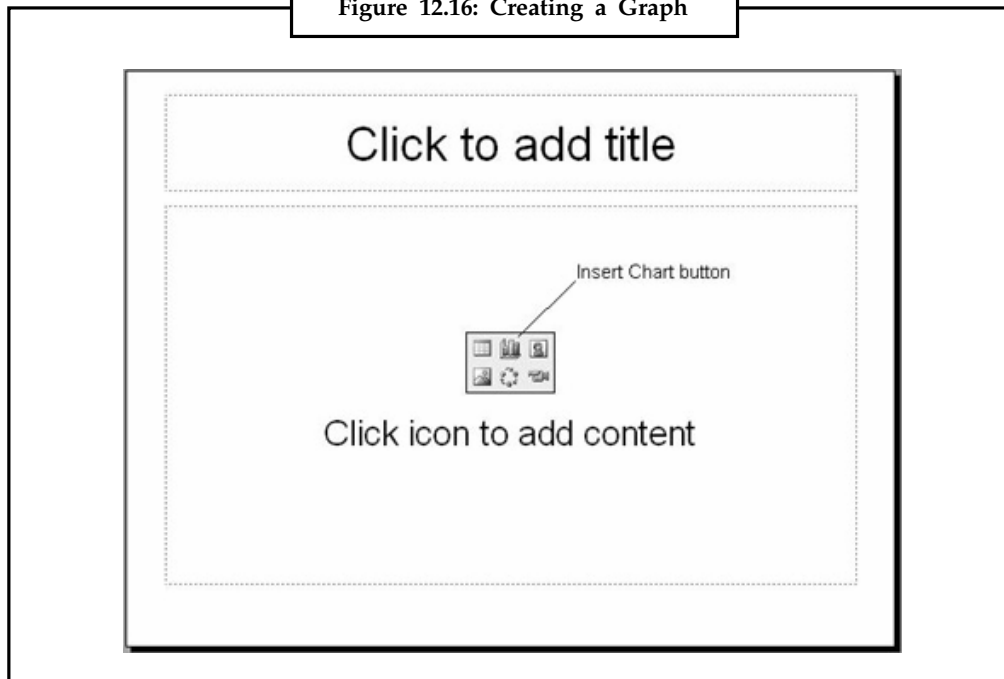 Figure 12.16: Creating a Graph
Click to add title
Insert Chart button
Click icon to add content